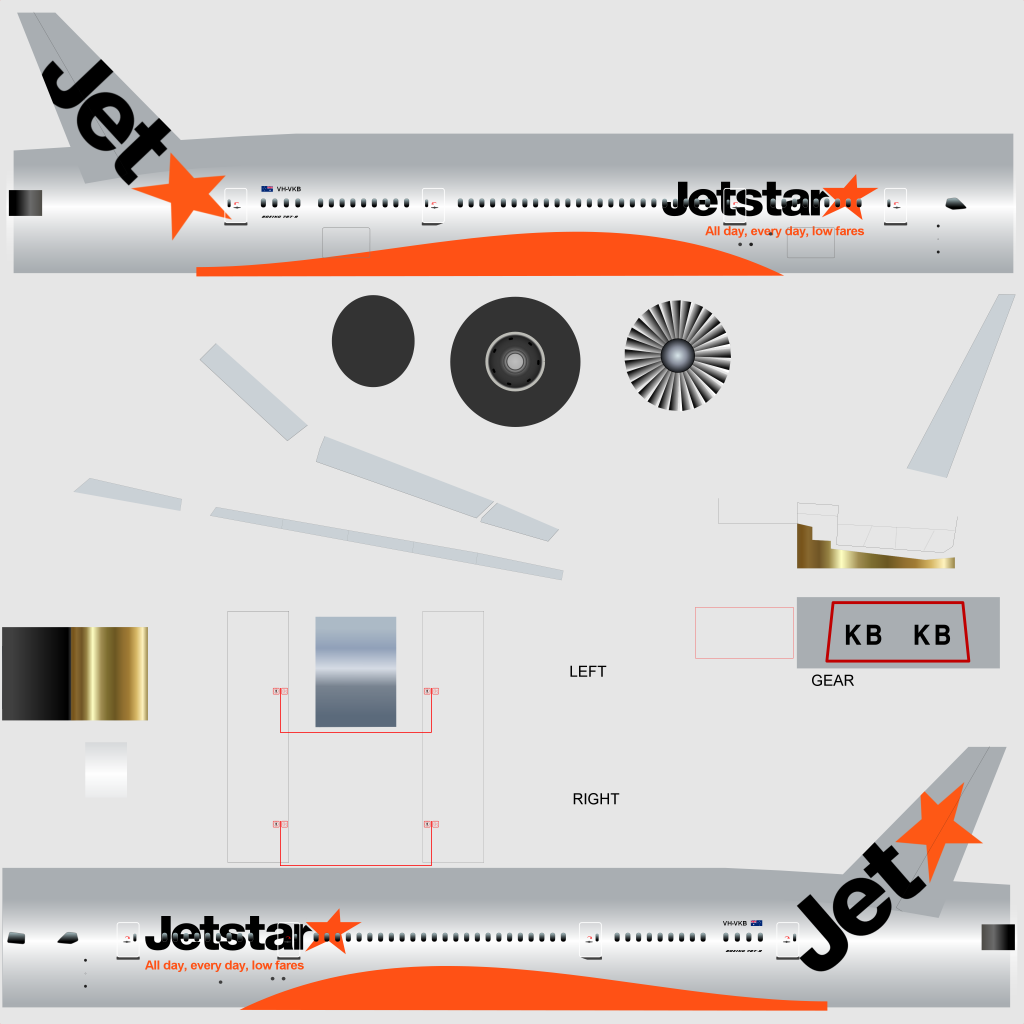 Jet
VH-VKB
BOEING 787-8
Jetstar
All day, every day, low fares
KB KB
GEAR
LEFT
RIGHT
Jet
Jetstar
All day, every day, low fares
VH-VKB
BOEING 787-8